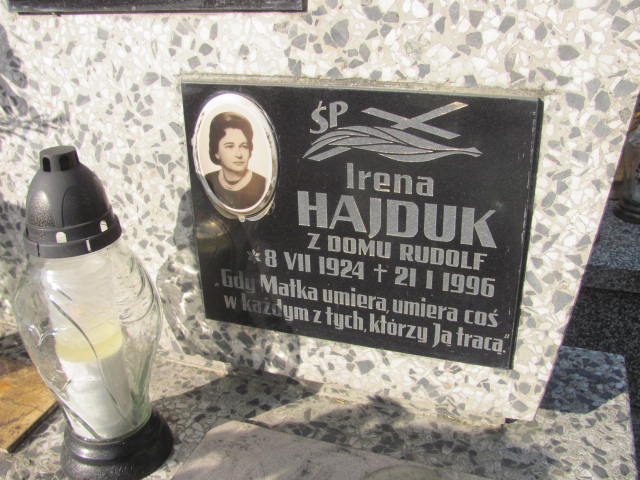 ŚP
Irena
HAJDUK
Z DOMU RUDOLF
* 8 VII 1924 + 21 I 1996
„Gdy Matka umiera, umiera coś
w każdym z tych, którzy Ją tracą."